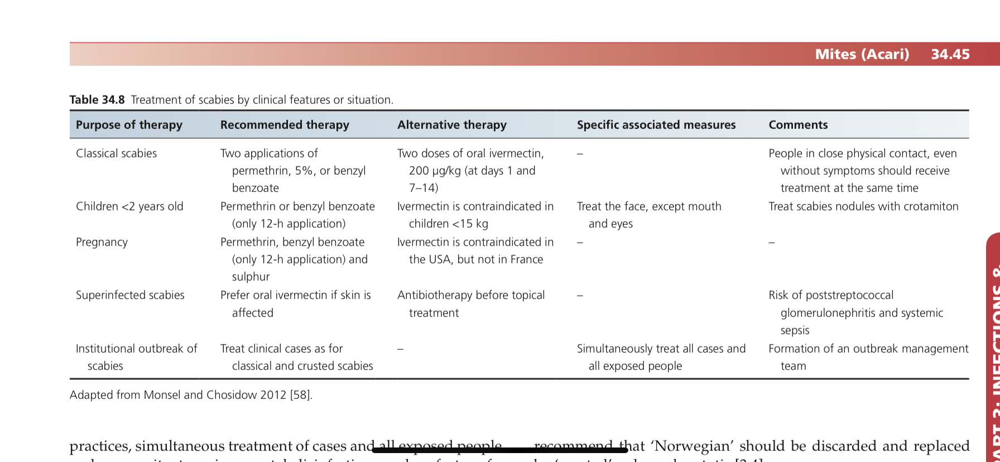 Mites (Acari) 34.45
Table 34.8 Treatment of scabies by clinical features or situation.
Purpose of therapy Recommended therapy Alternative therapy Specific associated measures Comments
Classical scabies Two applications of permethrin, 5%, or benzyl benzoate Two doses of oral ivermectin, 200 µg/kg (at days 1 and 7–14) – People in close physical contact, even without symptoms should receive treatment at the same time
Children <2 years old Permethrin or benzyl benzoate (only 12-h application) Ivermectin is contraindicated in children <15 kg Treat the face, except mouth and eyes Treat scabies nodules with crotamiton
Pregnancy Permethrin, benzyl benzoate (only 12-h application) and sulphur Ivermectin is contraindicated in the USA, but not in France – –
Superinfected scabies Prefer oral ivermectin if skin is affected Antibiotherapy before topical treatment – Risk of poststreptococcal glomerulonephritis and systemic sepsis
Institutional outbreak of scabies Treat clinical cases as for classical and crusted scabies – Simultaneously treat all cases and all exposed people Formation of an outbreak management team
Adapted from Monsel and Chosidow 2012 [58].
practices, simultaneous treatment of cases and all exposed people
recommend that ‘Norwegian’ should be discarded and replaced
PART 3: INFECTIONS &